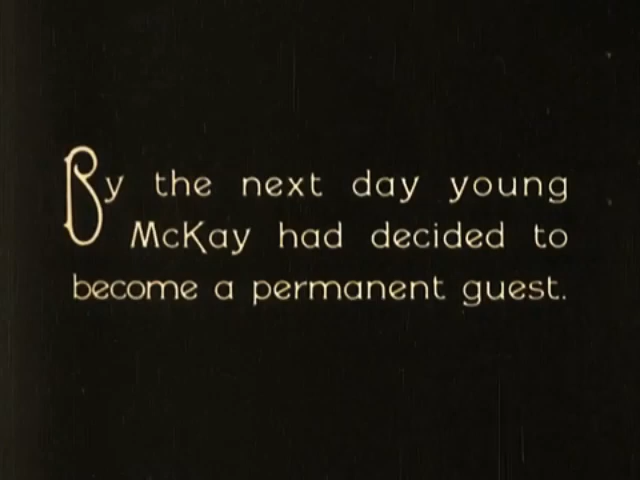 By the next day young
McKay had decided to
become a permanent guest.